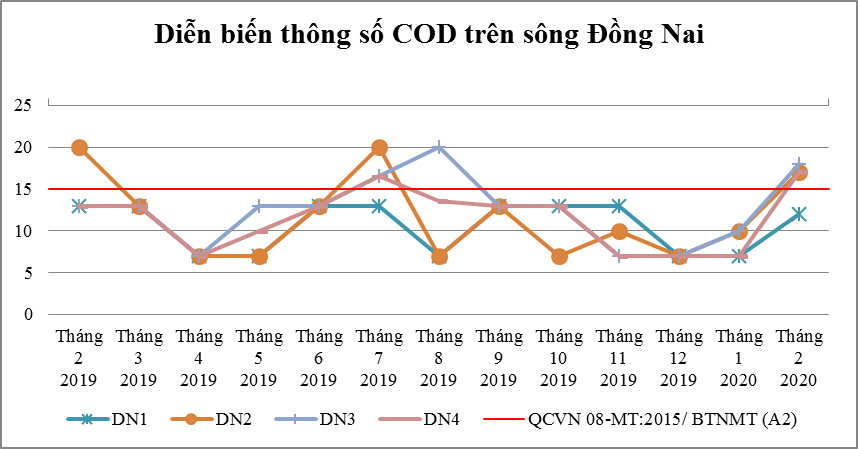 Diễn biến thông số COD trên sông Đồng Nai
25
20
15
10
5
0
Tháng 2 2019
Tháng 3 2019
Tháng 4 2019
Tháng 5 2019
Tháng 6 2019
Tháng 7 2019
Tháng 8 2019
Tháng 9 2019
Tháng 10 2019
Tháng 11 2019
Tháng 12 2019
Tháng 1 2020
Tháng 2 2020
DN1 DN2 DN3 DN4 QCVN 08-MT:2015/ BTNMT (A2)